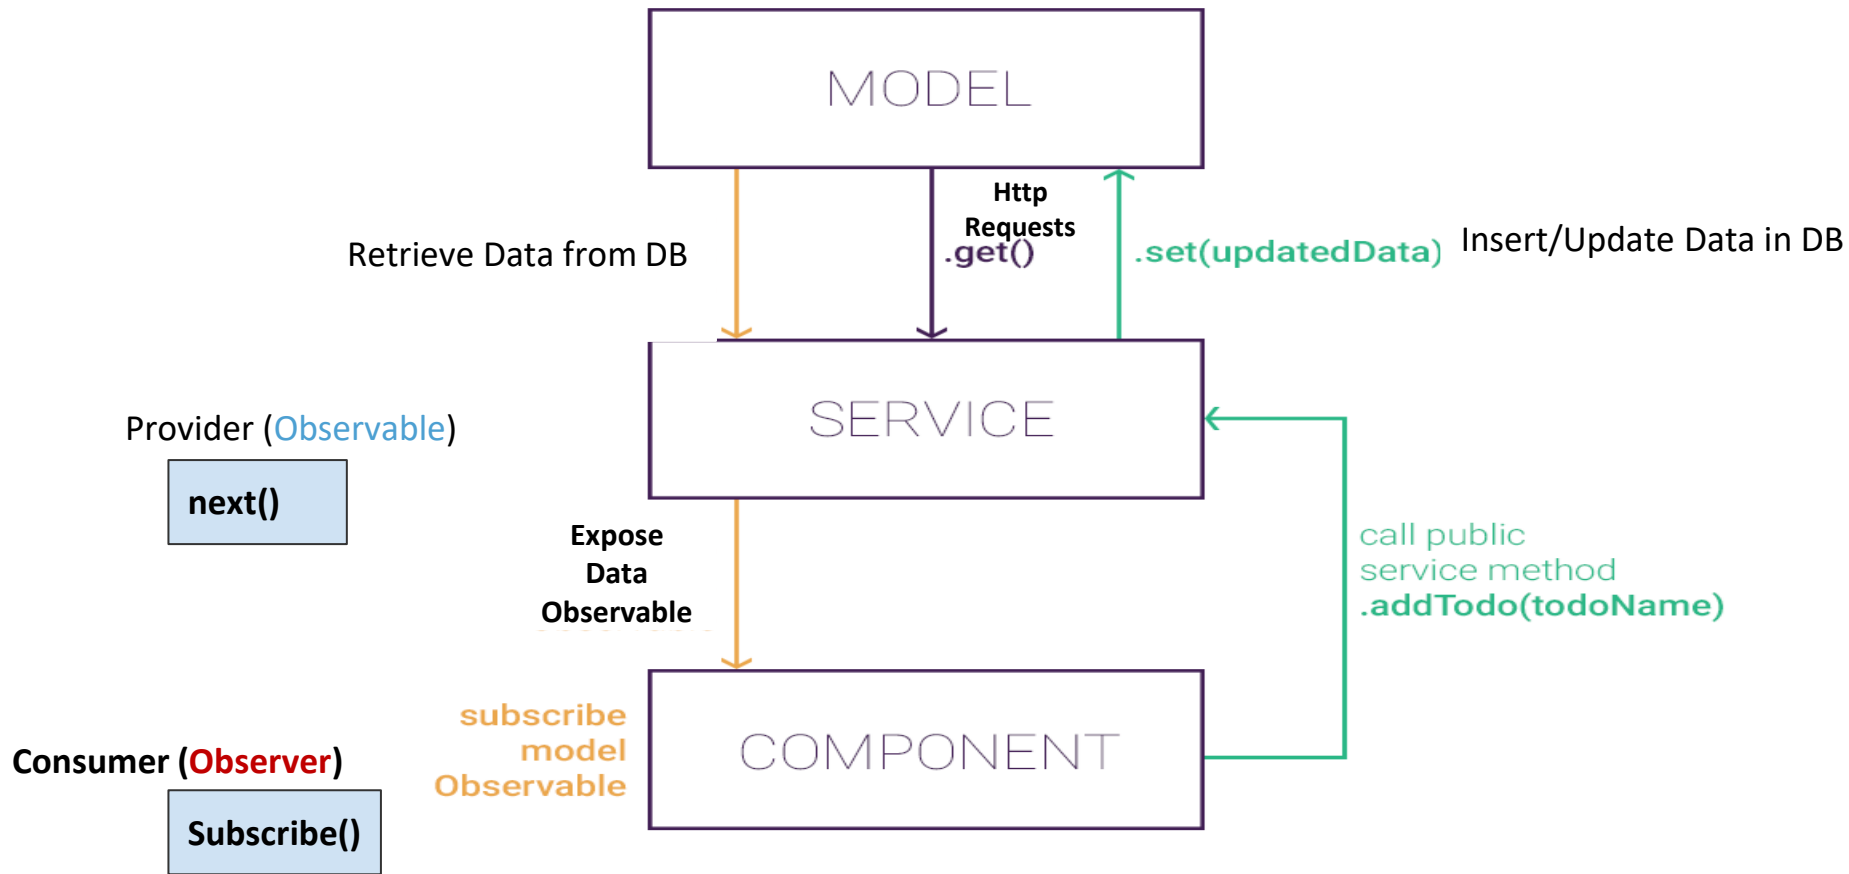 MODEL
Http
Requests
.get()
Retrieve Data from DB
.set(updatedData)
Insert/Update Data in DB
SERVICE
Provider (Observable)
next()
Expose
Data
Observable
call public
service method
.addTodo(todoName)
subscribe
model
Observable
COMPONENT
Consumer (Observer)
Subscribe()